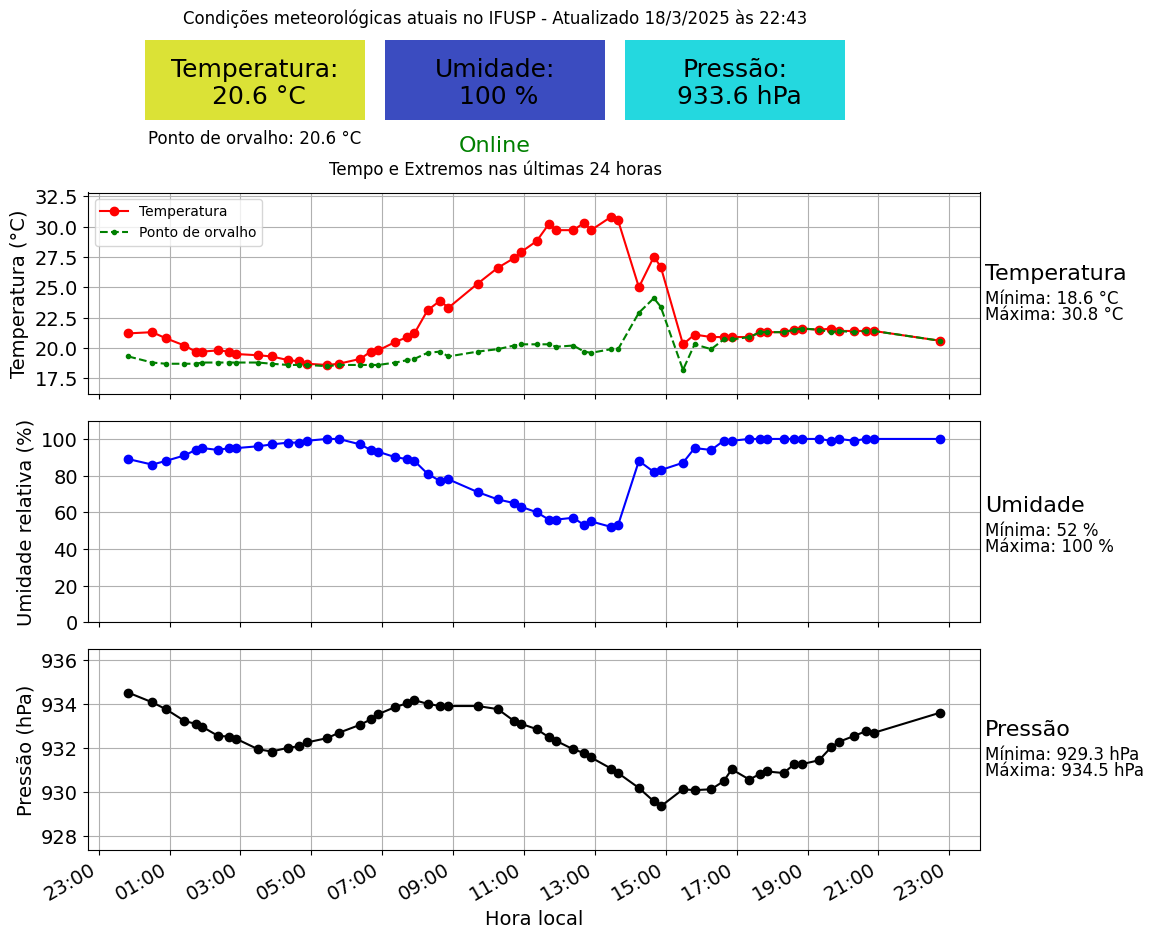 Condições meteorológicas atuais no IFUSP - Atualizado 18/3/2025 às 22:43
Temperatura:
20.6 °C
Umidade:
100 %
Pressão:
933.6 hPa
Ponto de orvalho: 20.6 °C
Online
Tempo e Extremos nas últimas 24 horas
Temperatura (°C)
32.5
30.0
27.5
25.0
22.5
20.0
17.5
Temperatura
Ponto de orvalho
Temperatura
Mínima: 18.6 °C
Máxima: 30.8 °C
Umidade relativa (%)
100
80
60
40
20
0
Umidade
Mínima: 52 %
Máxima: 100 %
Pressão (hPa)
936
934
932
930
928
Pressão
Mínima: 929.3 hPa
Máxima: 934.5 hPa
23:00 01:00 03:00 05:00 07:00 09:00 11:00 13:00 15:00 17:00 19:00 21:00 23:00
Hora local